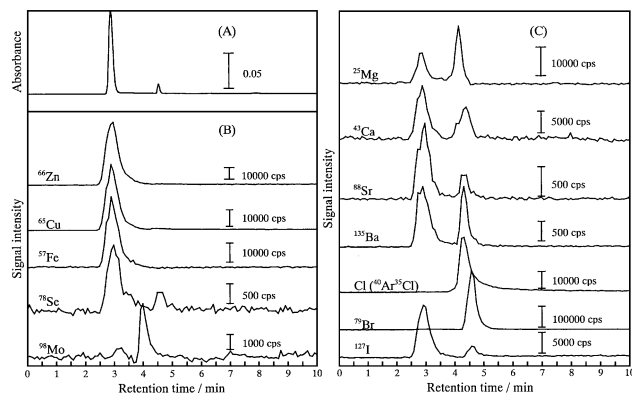 (A)
Absorbance
0.05
(B)
Signal intensity
⁶⁶Zn
10000 cps
⁶⁵Cu
10000 cps
⁵⁷Fe
10000 cps
⁷⁸Se
500 cps
⁹⁸Mo
1000 cps
0 1 2 3 4 5 6 7 8 9 10
Retention time / min
(C)
Signal intensity
²⁵Mg
10000 cps
⁴³Ca
5000 cps
⁸⁸Sr
500 cps
¹³⁵Ba
500 cps
Cl (⁴⁰Ar³⁵Cl)
10000 cps
⁷⁹Br
100000 cps
¹²⁷I
5000 cps
0 1 2 3 4 5 6 7 8 9 10
Retention time / min